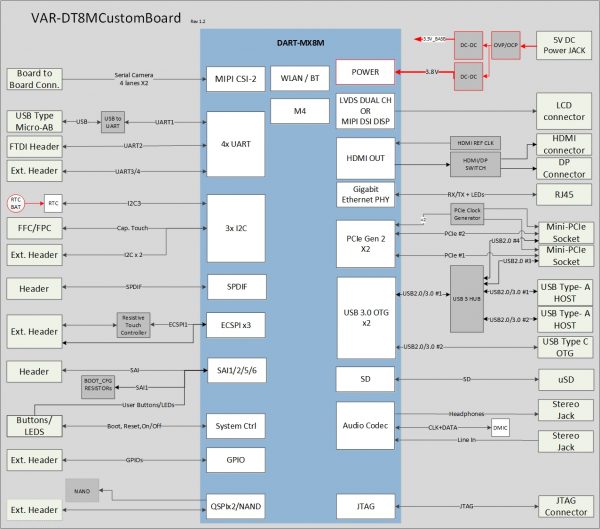 VAR-DT8MCustomBoard
Rev 1.2
DART-MX8M
3.3V_BASE
DC-DC
OVP/OCP
5V DC
Power JACK
3.8V
DC-DC
Board to
Board Conn.
Serial Camera
4 lanes X2
MIPI CSI-2
WLAN / BT
POWER
M4
LVDS DUAL CH
OR
MIPI DSI DISP
LCD
connector
USB Type
Micro-AB
USB
USB to
UART
UART1
4x UART
FTDI Header
UART2
Ext. Header
UART3/4
HDMI OUT
HDMI REF CLK
HDMI/DP
SWITCH
HDMI
connector
DP
Connector
Gigabit
Ethernet PHY
RX/TX + LEDs
RJ45
RTC
BAT
RTC
I2C3
3x I2C
FFC/FPC
Cap. Touch
Ext. Header
I2C x 2
PCIe Gen 2
X2
x2
PCIe Clock
Generator
PCIe #2
PCIe #1
USB2.0 #4
USB2.0 #3
Mini-PCIe
Socket
Mini-PCIe
Socket
Header
SPDIF
SPDIF
USB 3.0 OTG
x2
USB2.0/3.0 #1
USB 3 HUB
USB2.0/3.0 #1
USB2.0/3.0 #2
USB Type- A
HOST
USB Type- A
HOST
USB2.0/3.0 #2
USB Type C
OTG
Ext. Header
Resistive
Touch
Controller
ECSPI1
ECSPI x3
Header
SAI
SAI1/2/5/6
BOOT_CFG
RESISTORs
SAI1
User Buttons/LEDs
SD
SD
uSD
Buttons/
LEDS
Boot, Reset,On/Off
System Ctrl
Audio Codec
Headphones
CLK+DATA
DMIC
Line In
Stereo
Jack
Stereo
Jack
Ext. Header
GPIOs
GPIO
NAND
Ext. Header
QSPIx2/NAND
JTAG
JTAG
JTAG
Connector